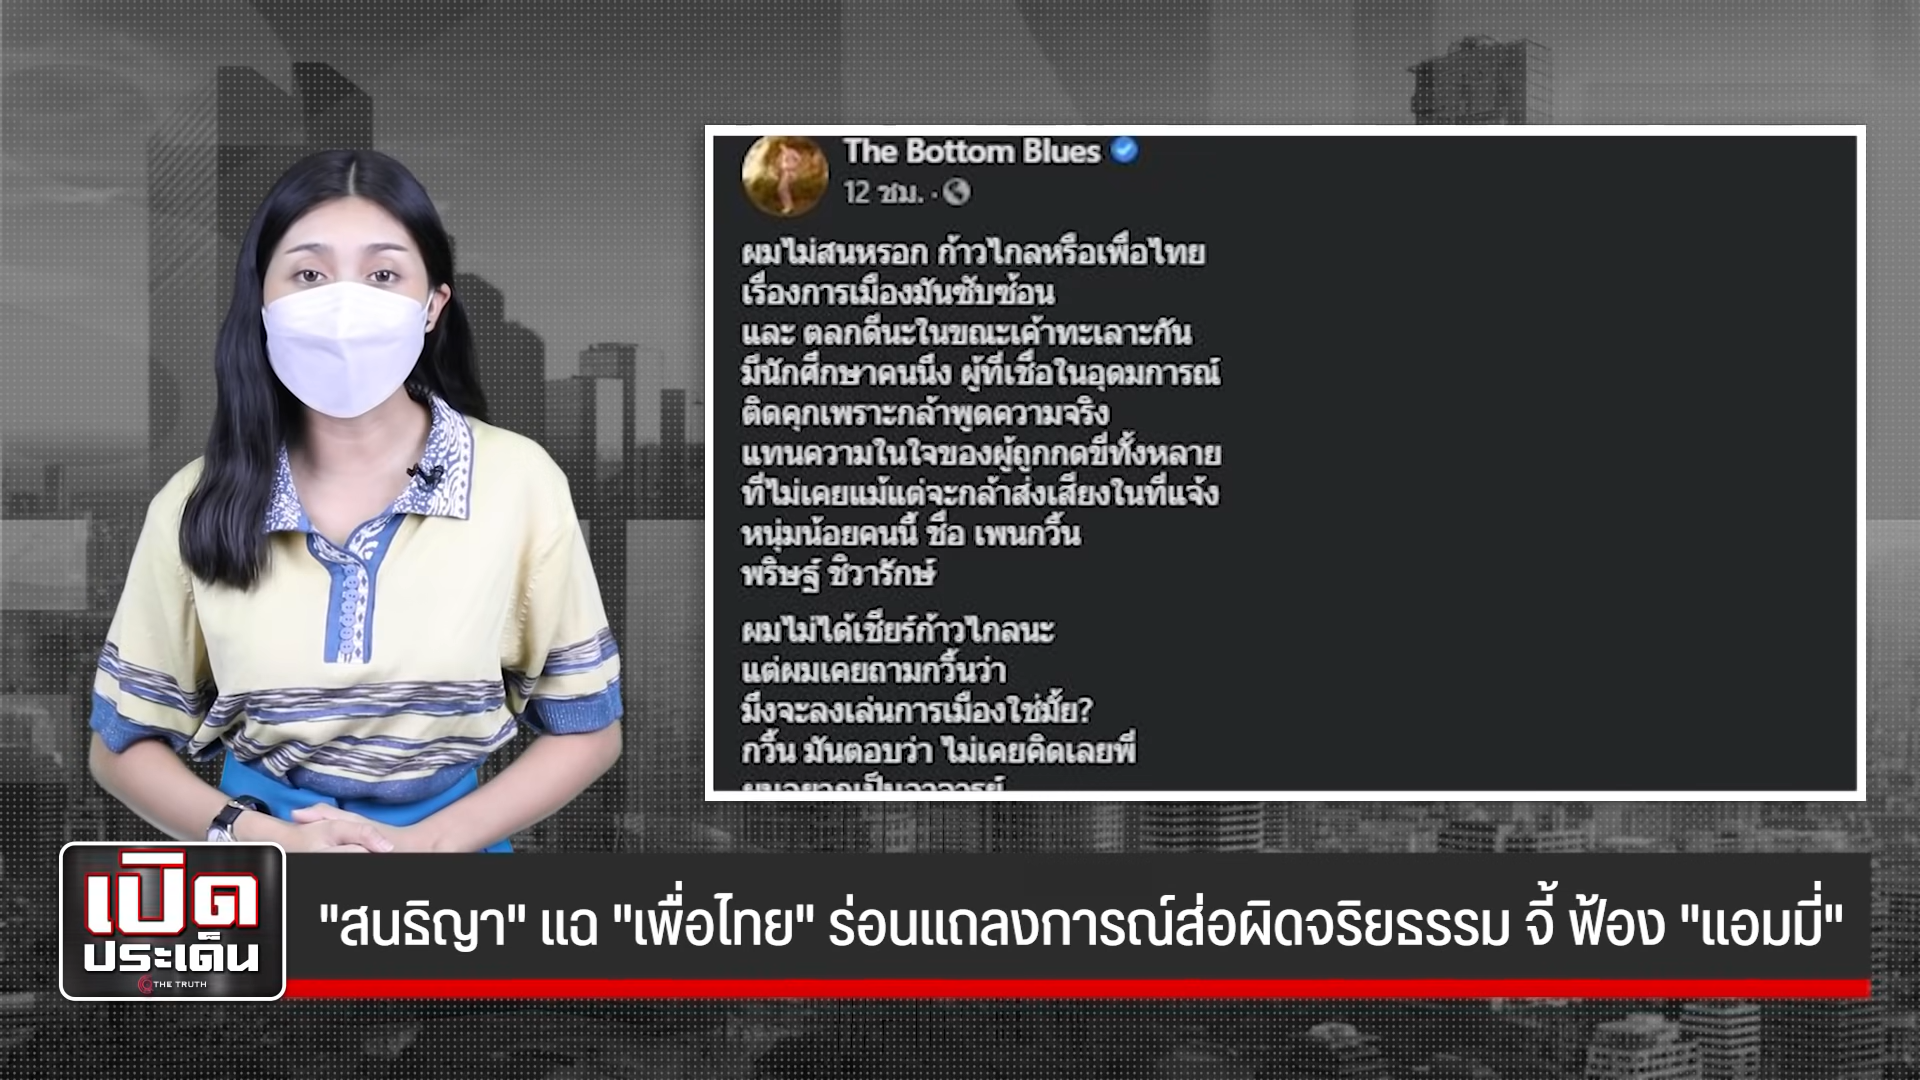 The Bottom Blues
12 ชม.
ผมไม่สนหรอก ก้าวไกลหรือเพื่อไทย
เรื่องการเมืองมันซับซ้อน
และ ตลกดีนะในขณะเค้าทะเลาะกัน
มีนักศึกษาคนนึง ผู้ที่เชื่อในอุดมการณ์
ติดคุกเพราะกล้าพูดความจริง
แทนความในใจของผู้ถูกกดขี่ทั้งหลาย
ที่ไม่เคยแม้แต่จะกล้าส่งเสียงในที่แจ้ง
หนุ่มน้อยคนนี้ ชื่อ เพนกวิ้น
พริษฐ์ ชิวารักษ์
ผมไม่ได้เชียร์ก้าวไกลนะ
แต่ผมเคยถามกวิ้นว่า
มึงจะลงเล่นการเมืองใช่มั้ย?
กวิ้น มันตอบว่า ไม่เคยคิดเลยพี่
ผมอยากเป็นอาจารย์
เปิด
ประเด็น
THE TRUTH
"สนธิญา" แฉ "เพื่อไทย" ร่อนแถลงการณ์ส่อผิดจริยธรรม จี้ ฟ้อง "แอมมี่"